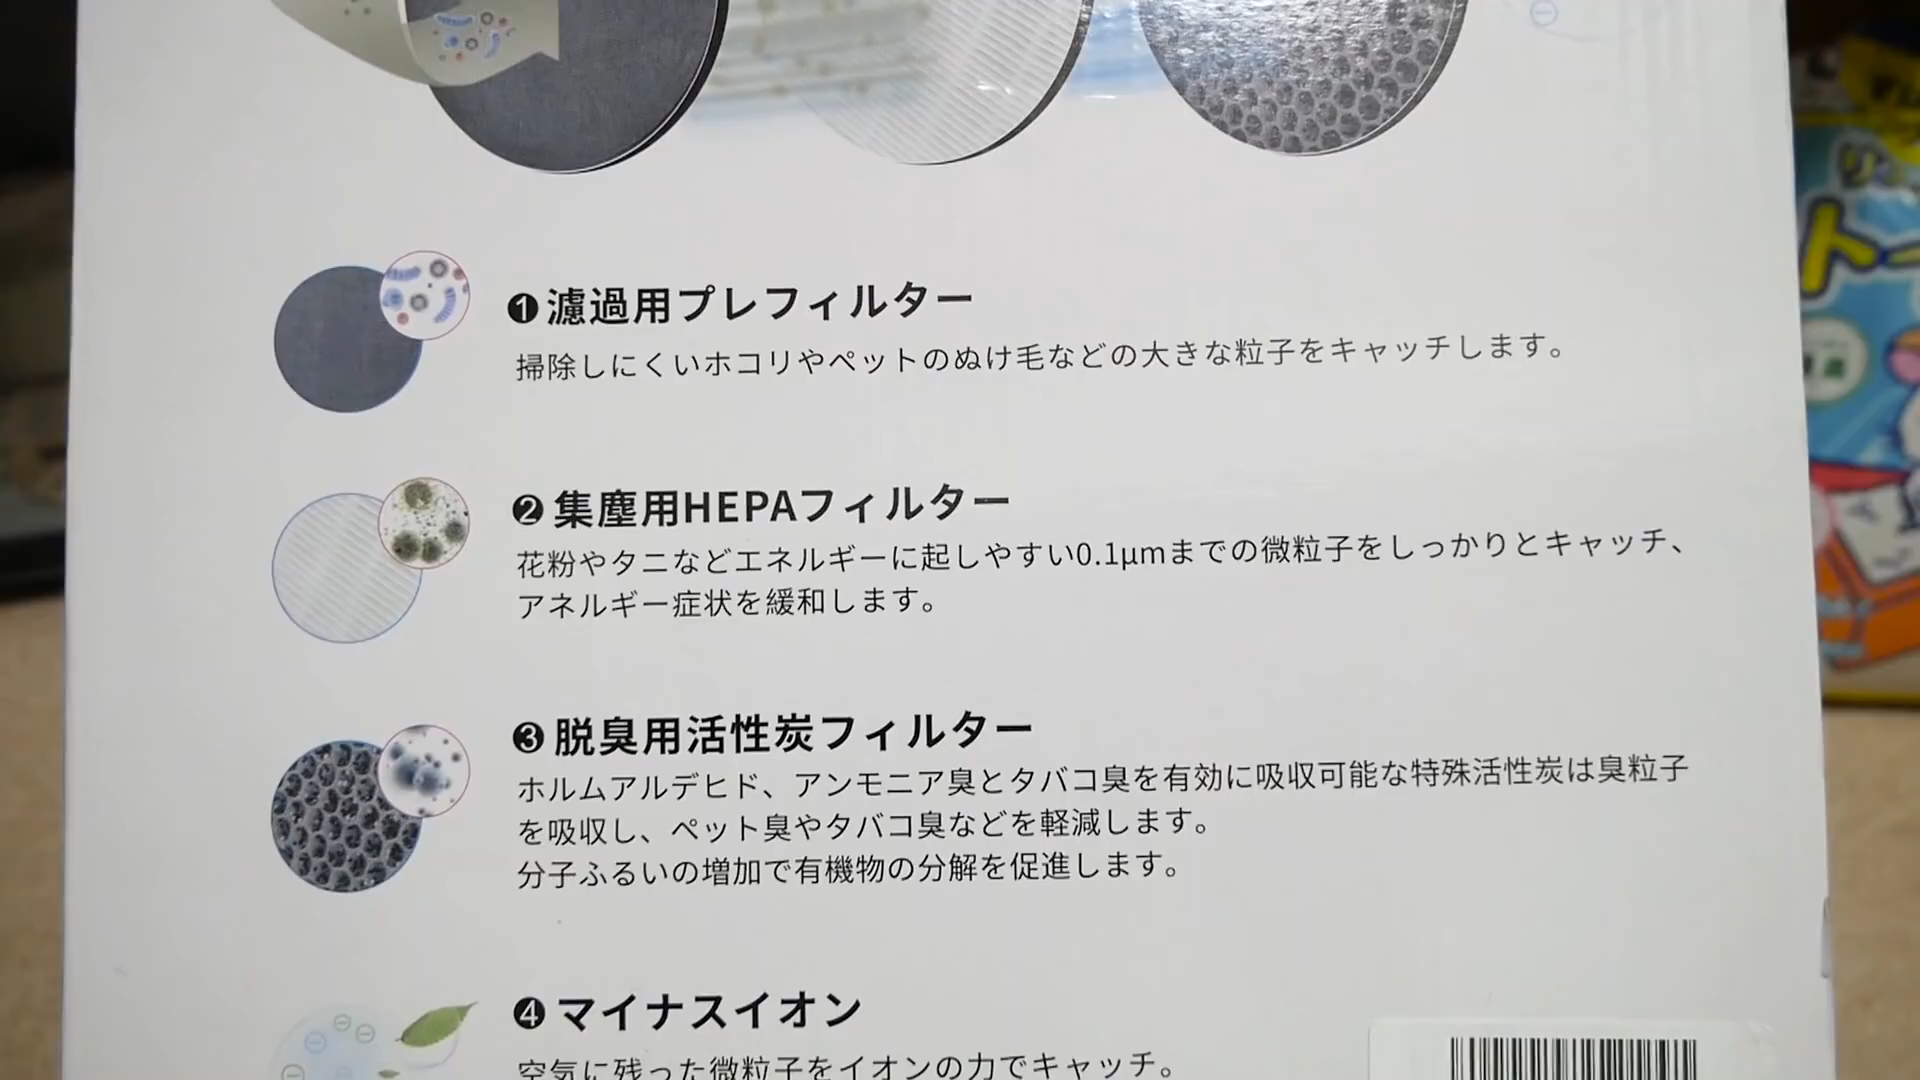 ❶濾過用プレフィルター
掃除しにくいホコリやペットのぬけ毛などの大きな粒子をキャッチします。
❷集塵用HEPAフィルター
花粉やタニなどエネルギーに起しやすい0.1μmまでの微粒子をしっかりとキャッチ、
アネルギー症状を緩和します。
❸脱臭用活性炭フィルター
ホルムアルデヒド、アンモニア臭とタバコ臭を有効に吸収可能な特殊活性炭は臭粒子
を吸収し、ペット臭やタバコ臭などを軽減します。
分子ふるいの増加で有機物の分解を促進します。
❹マイナスイオン
空気に残った微粒子をイオンの力でキャッチ。